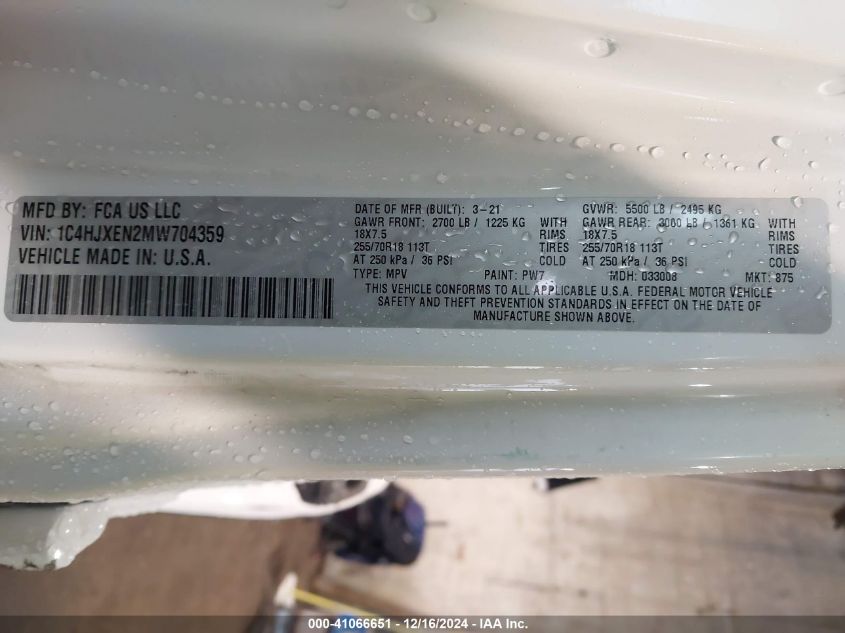 MFD BY: FCA US LLC
VIN: 1C4HJXEN2MW704359
VEHICLE MADE IN: U.S.A.
DATE OF MFR (BUILT): 3-21 GVWR: 5500 LB / 2495 KG
GAWR FRONT: 2700 LB / 1225 KG WITH GAWR REAR: 3000 LB / 1361 KG WITH
18X7.5 RIMS 18X7.5 RIMS
255/70R18 113T TIRES 255/70R18 113T TIRES
AT 250 kPa / 36 PSI COLD AT 250 kPa / 36 PSI COLD
TYPE: MPV PAINT: PW7 MDH: 033008 MKT: 875
THIS VEHICLE CONFORMS TO ALL APPLICABLE U.S.A. FEDERAL MOTOR VEHICLE
SAFETY AND THEFT PREVENTION STANDARDS IN EFFECT ON THE DATE OF
MANUFACTURE SHOWN ABOVE.
000-41066651 - 12/16/2024 - IAA Inc.